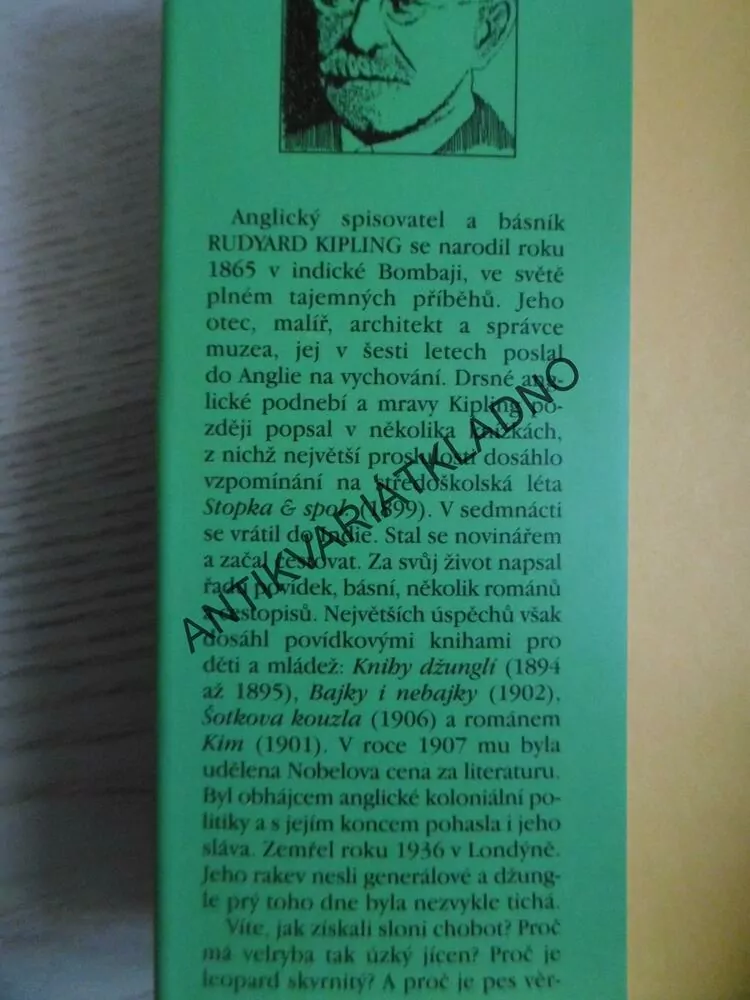 Anglický spisovatel a básník
RUDYARD KIPLING se narodil roku
1865 v indické Bombaji, ve světě
plném tajemných příběhů. Jeho
otec, malíř, architekt a správce
muzea, jej v šesti letech poslal
do Anglie na vychování. Drsné ang-
lické podnebí a mravy Kipling po-
zději popsal v několika knížkách,
z nichž největší proslulosti dosáhlo
vzpomínání na středoškolská léta
Stopka & spol. (1899). V sedmnácti
se vrátil do Indie. Stal se novinářem
a začal cestovat. Za svůj život napsal
řadu povídek, básní, několik románů
a cestopisů. Největších úspěchů však
dosáhl povídkovými knihami pro
děti a mládež: Knihy džunglí (1894
až 1895), Bajky i nebajky (1902),
Šotkova kouzla (1906) a románem
Kim (1901). V roce 1907 mu byla
udělena Nobelova cena za literaturu.
Byl obhájcem anglické koloniální po-
litiky a s jejím koncem pohasla i jeho
sláva. Zemřel roku 1936 v Londýně.
Jeho rakev nesli generálové a džung-
le prý toho dne byla nezvykle tichá.
Víte, jak získali sloni chobot? Proč
má velryba tak úzký jícen? Proč je
leopard skvrnitý? A proč je pes věr-
ANTIKVARIATKLADNO